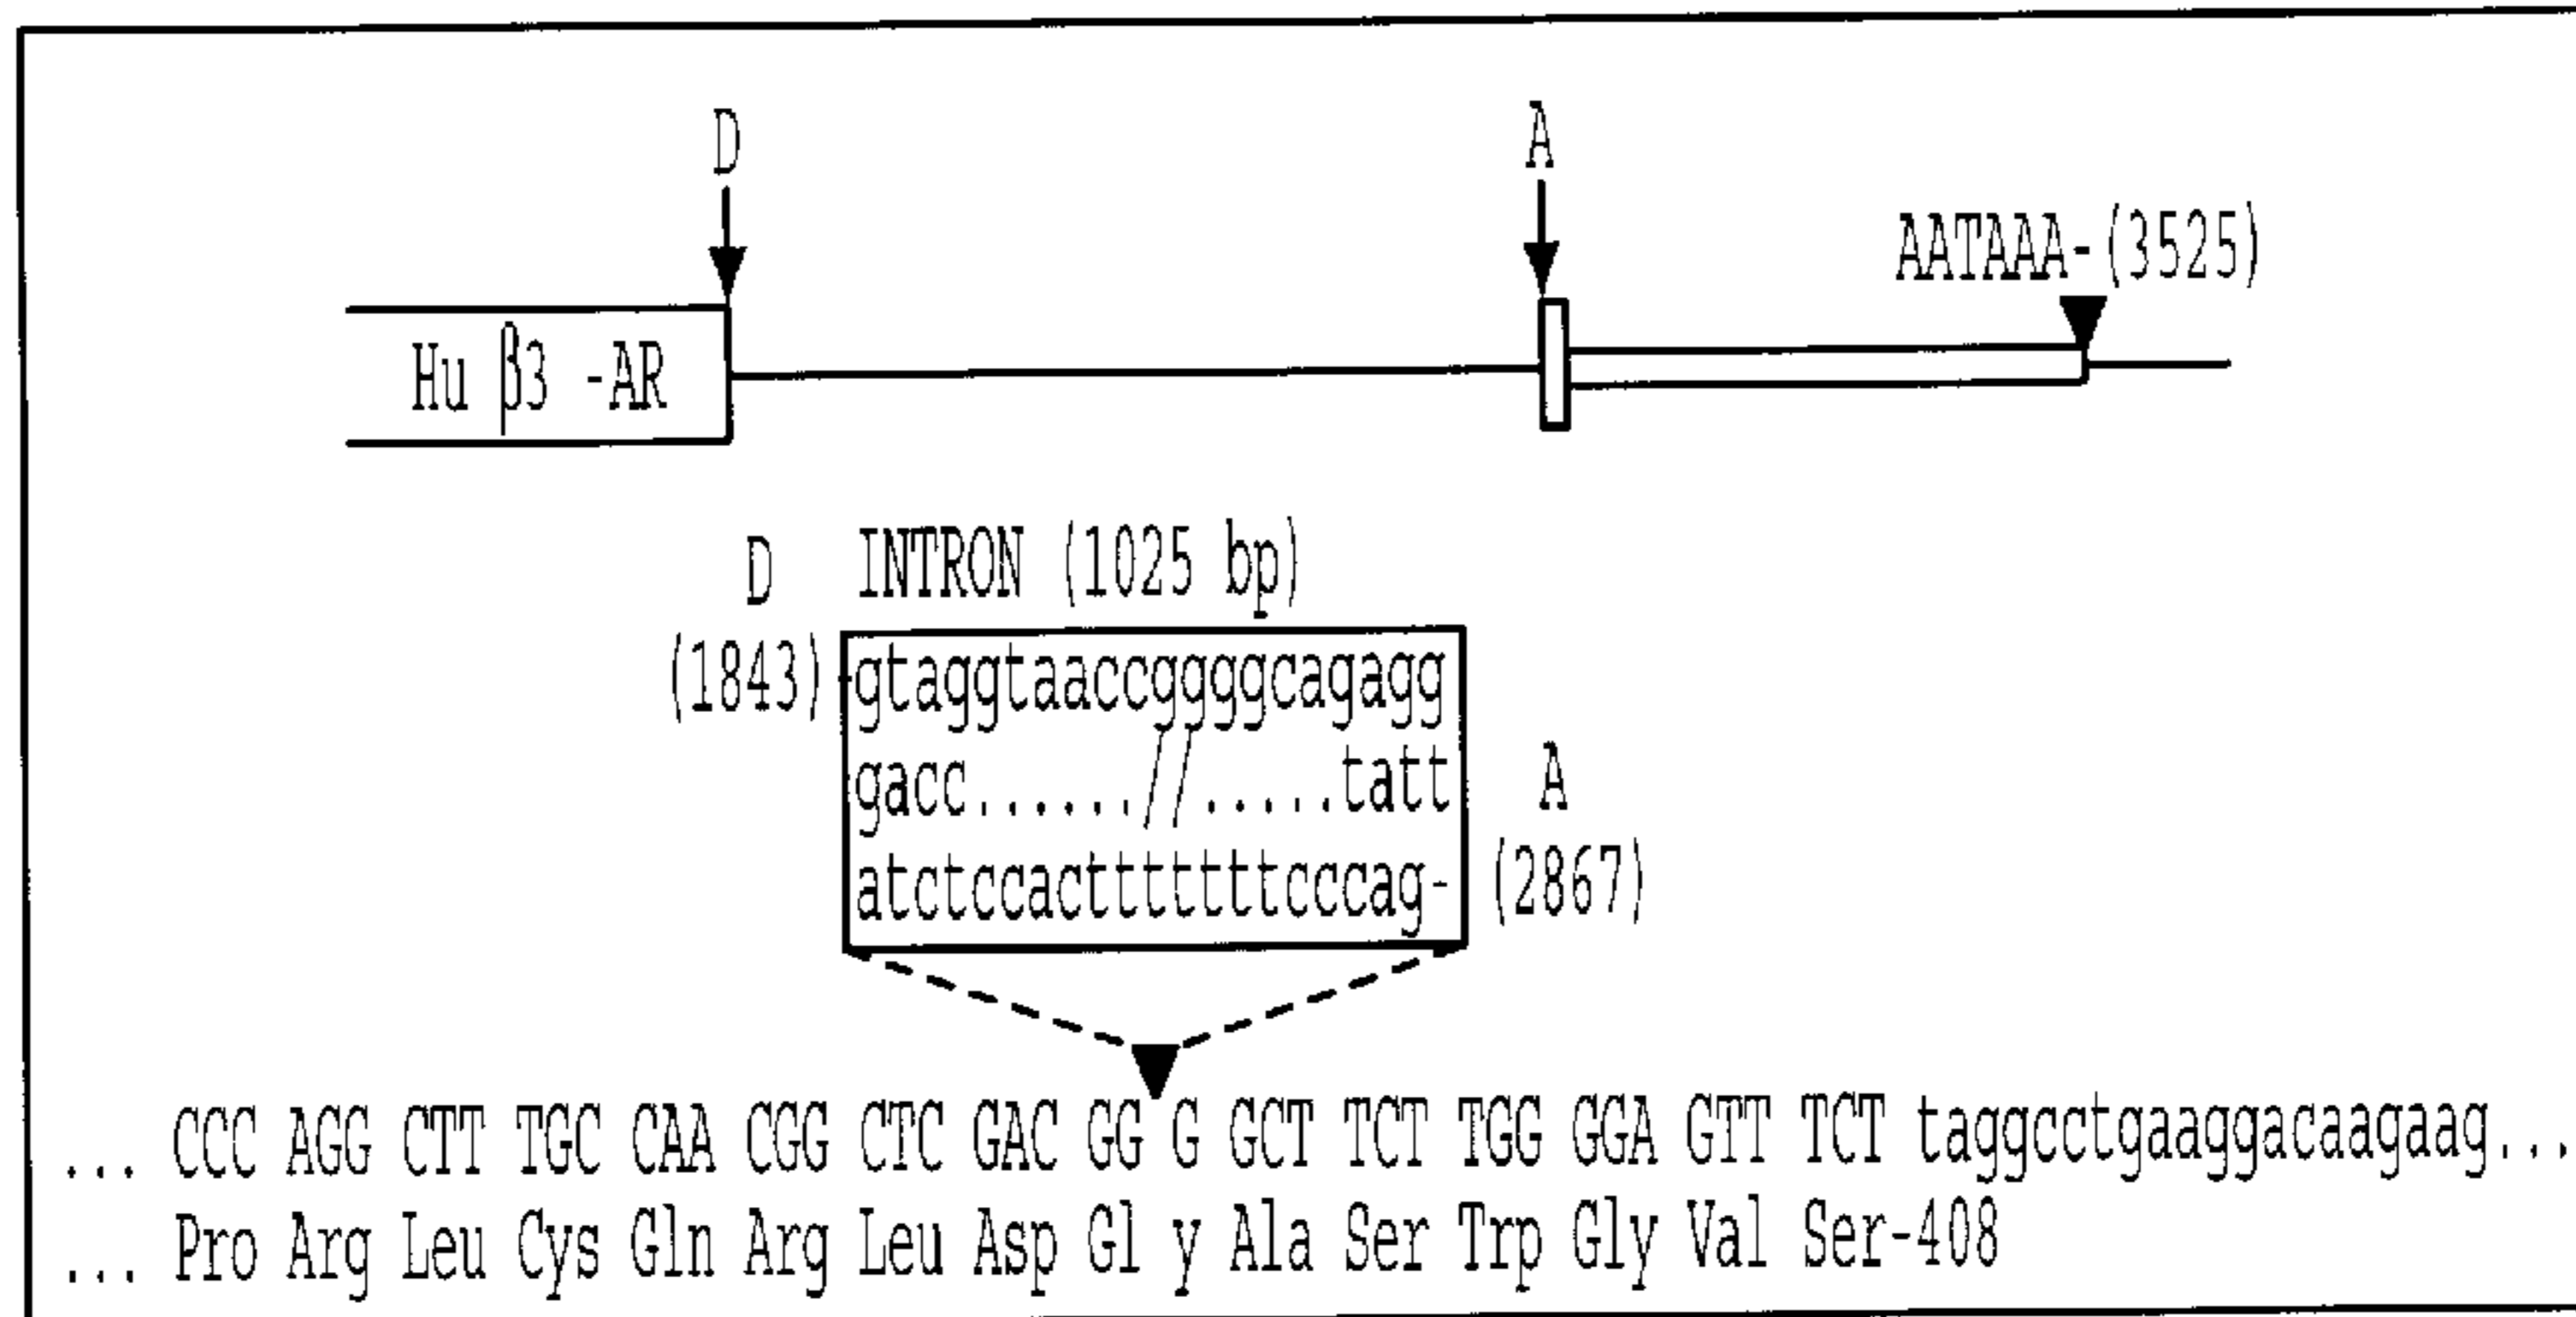 D A
AATAAA-(3525)
Hu β3 -AR
D INTRON (1025 bp)
(1843) -gtaggtaaccggggcagagg
gacc......//.....tatt A
atctccacttttttttcccag- (2867)
... CCC AGG CTT TGC CAA CGG CTC GAC GG G GCT TCT TGG GGA GTT TCT taggcctgaaggacaagaag...
... Pro Arg Leu Cys Gln Arg Leu Asp Gl y Ala Ser Trp Gly Val Ser-408